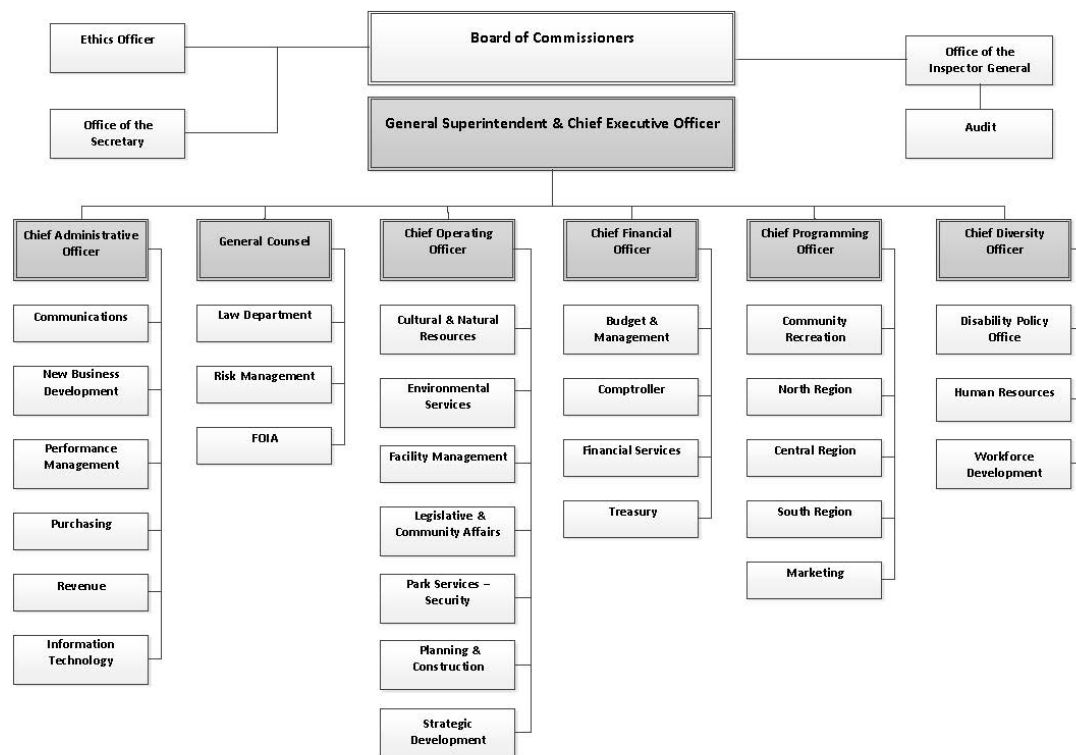 Ethics Officer
Board of Commissioners
Office of the
Inspector General
Office of the
Secretary
General Superintendent & Chief Executive Officer
Audit
Chief Administrative
Officer
Communications
New Business
Development
Performance
Management
Purchasing
Revenue
Information
Technology
General Counsel
Law Department
Risk Management
FOIA
Chief Operating
Officer
Cultural & Natural
Resources
Environmental
Services
Facility Management
Legislative &
Community Affairs
Park Services –
Security
Planning &
Construction
Strategic
Development
Chief Financial
Officer
Budget &
Management
Comptroller
Financial Services
Treasury
Chief Programming
Officer
Community
Recreation
North Region
Central Region
South Region
Marketing
Chief Diversity Officer
Disability Policy
Office
Human Resources
Workforce
Development